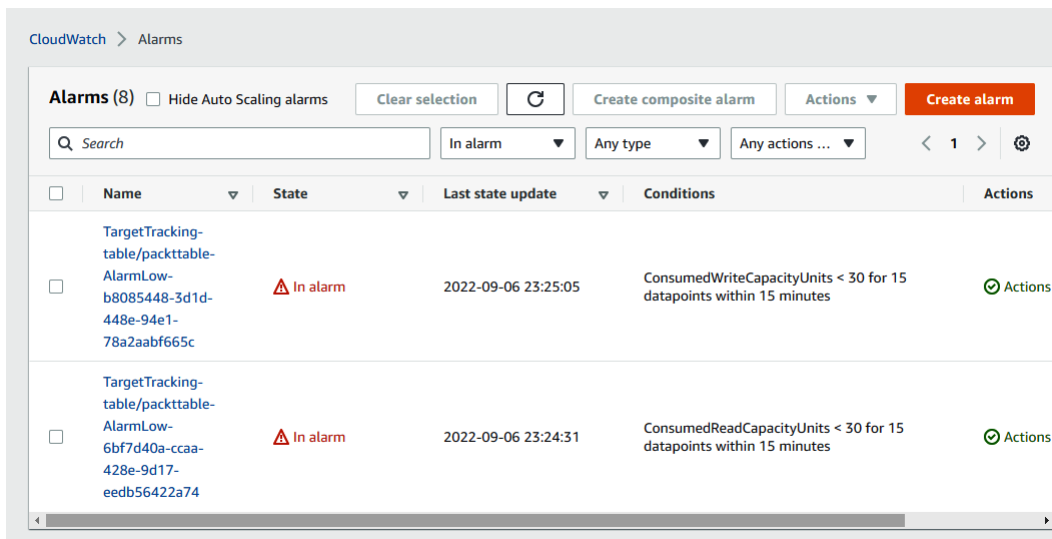 CloudWatch > Alarms
Alarms (8) Hide Auto Scaling alarms Clear selection Create composite alarm Actions Create alarm
Search In alarm Any type Any actions ... 1
Name State Last state update Conditions Actions
TargetTracking-
table/packttable-
AlarmLow-
b8085448-3d1d-
448e-94e1-
78a2aabf665c
In alarm
2022-09-06 23:25:05
ConsumedWriteCapacityUnits < 30 for 15
datapoints within 15 minutes
Actions
TargetTracking-
table/packttable-
AlarmLow-
6bf7d40a-ccaa-
428e-9d17-
eedb56422a74
In alarm
2022-09-06 23:24:31
ConsumedReadCapacityUnits < 30 for 15
datapoints within 15 minutes
Actions